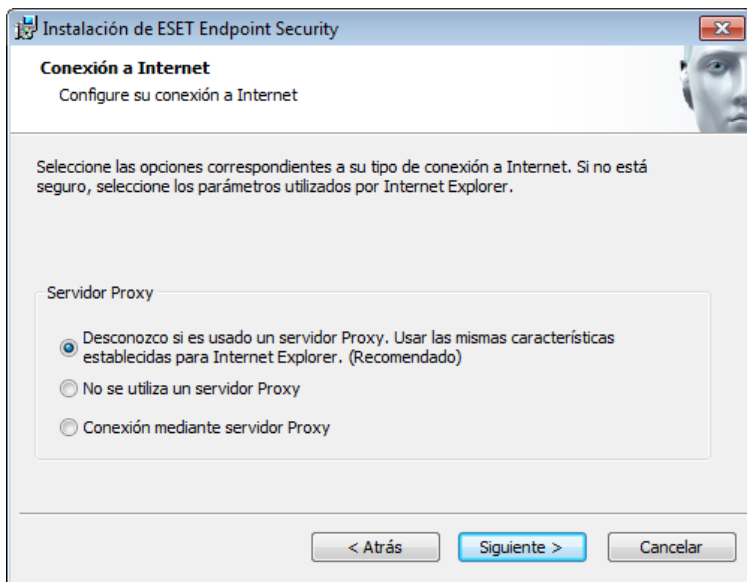 Instalación de ESET Endpoint Security
Conexión a Internet
Configure su conexión a Internet
Seleccione las opciones correspondientes a su tipo de conexión a Internet. Si no está
seguro, seleccione los parámetros utilizados por Internet Explorer.
Servidor Proxy
Desconozco si es usado un servidor Proxy. Usar las mismas características
establecidas para Internet Explorer. (Recomendado)
No se utiliza un servidor Proxy
Conexión mediante servidor Proxy
< Atrás
Siguiente >
Cancelar